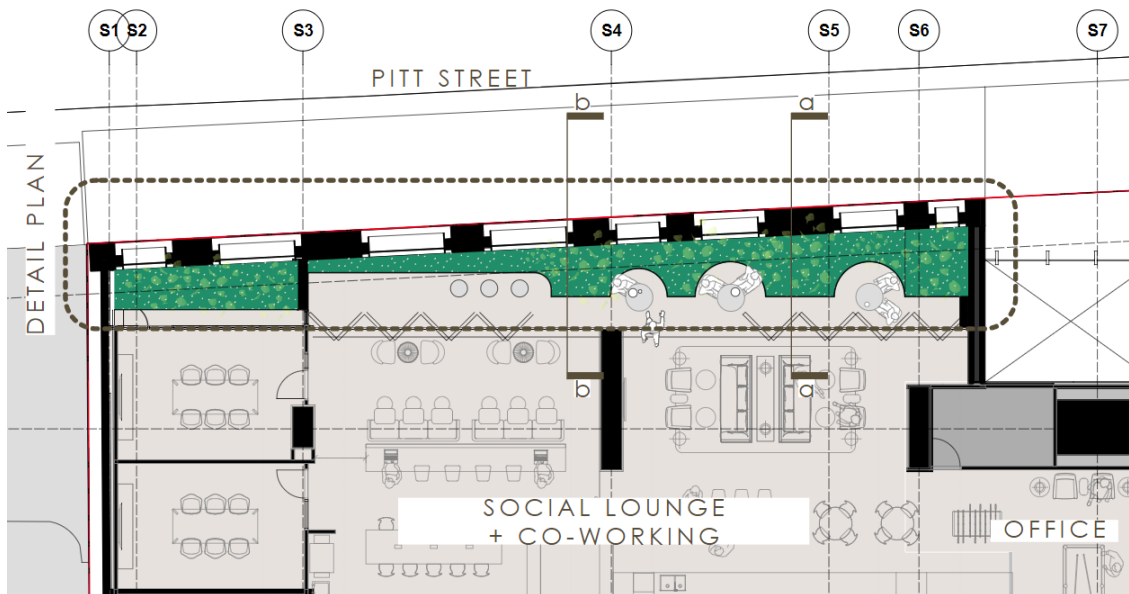 S1 S2 S3 S4 S5 S6 S7
PITT STREET
b a
DETAIL PLAN
b a
SOCIAL LOUNGE
+ CO-WORKING
OFFICE